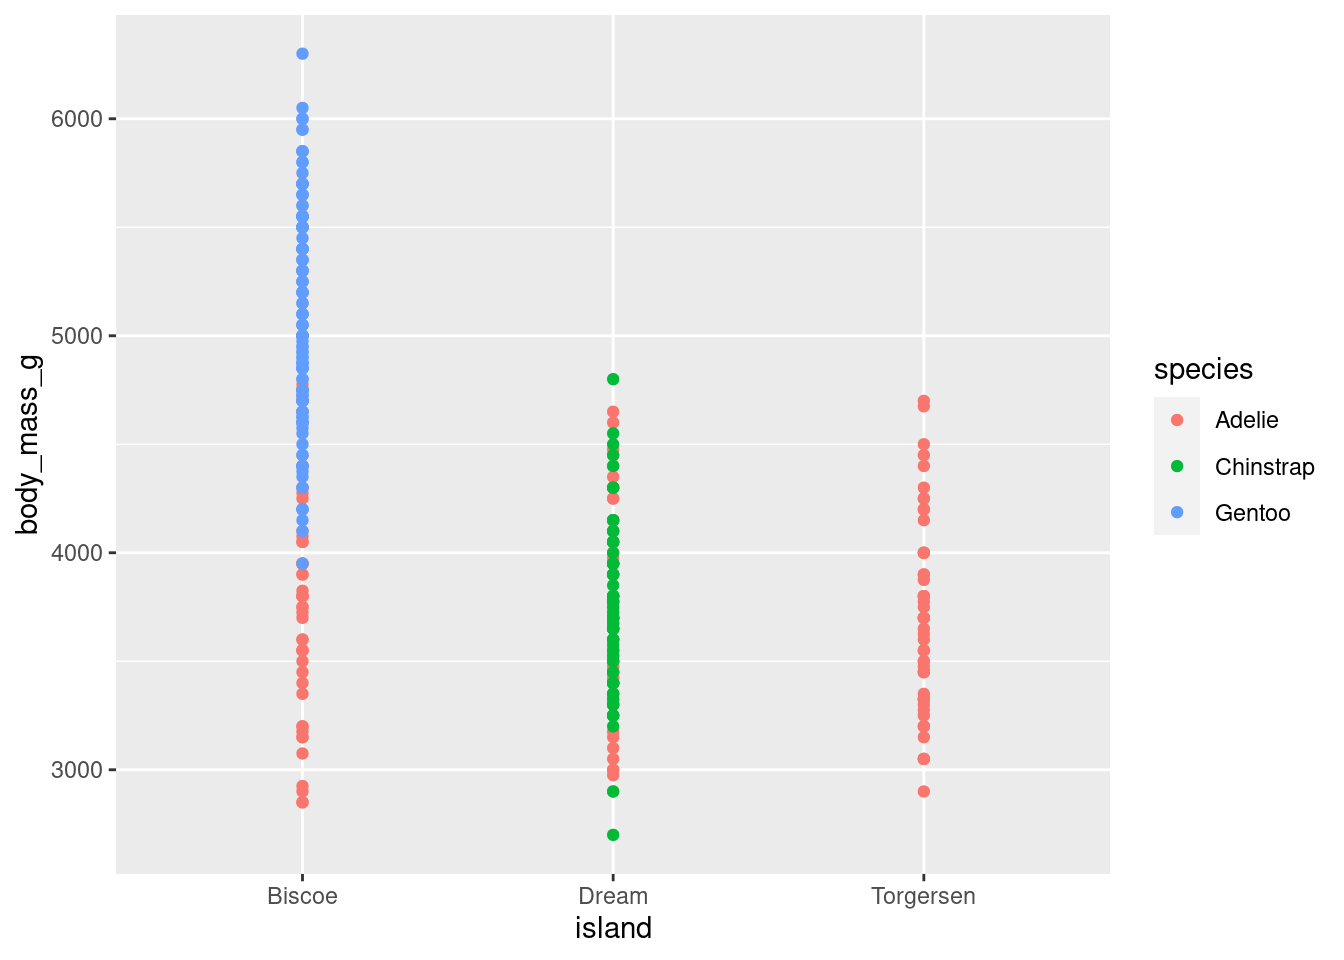 body_mass_g
6000
5000
4000
3000
Biscoe
Dream
Torgersen
island
species
Adelie
Chinstrap
Gentoo